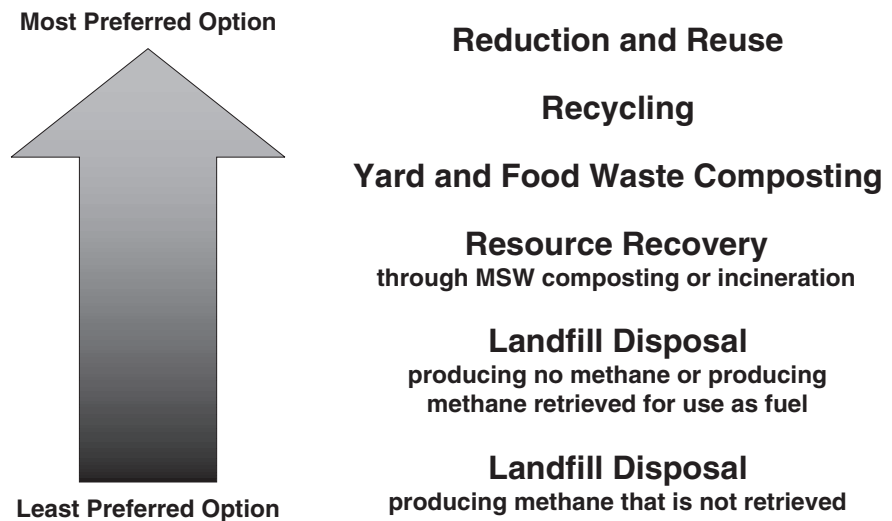 Most Preferred Option
Reduction and Reuse
Recycling
Yard and Food Waste Composting
Resource Recovery
through MSW composting or incineration
Landfill Disposal
producing no methane or producing
methane retrieved for use as fuel
Landfill Disposal
producing methane that is not retrieved
Least Preferred Option